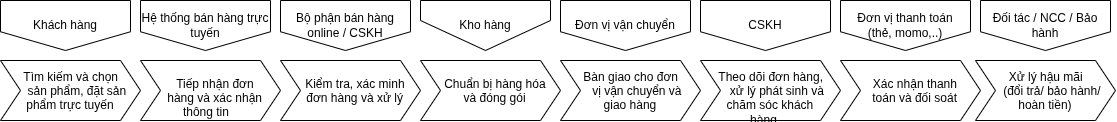 Khách hàng
Hệ thống bán hàng trực
tuyến
Bộ phận bán hàng
online / CSKH
Kho hàng
Đơn vị vận chuyển
CSKH
Đơn vị thanh toán
(thẻ, momo,..)
Đối tác / NCC / Bảo
hành
Tìm kiếm và chọn
sản phẩm, đặt sản
phẩm trực tuyến
Tiếp nhận đơn
hàng và xác nhận
thông tin
Kiểm tra, xác minh
đơn hàng và xử lý
Chuẩn bị hàng hóa
và đóng gói
Bàn giao cho đơn
vị vận chuyển và
giao hàng
Theo dõi đơn hàng,
xử lý phát sinh và
chăm sóc khách
hàng
Xác nhận thanh
toán và đối soát
Xử lý hậu mãi
(đổi trả/ bảo hành/
hoàn tiền)